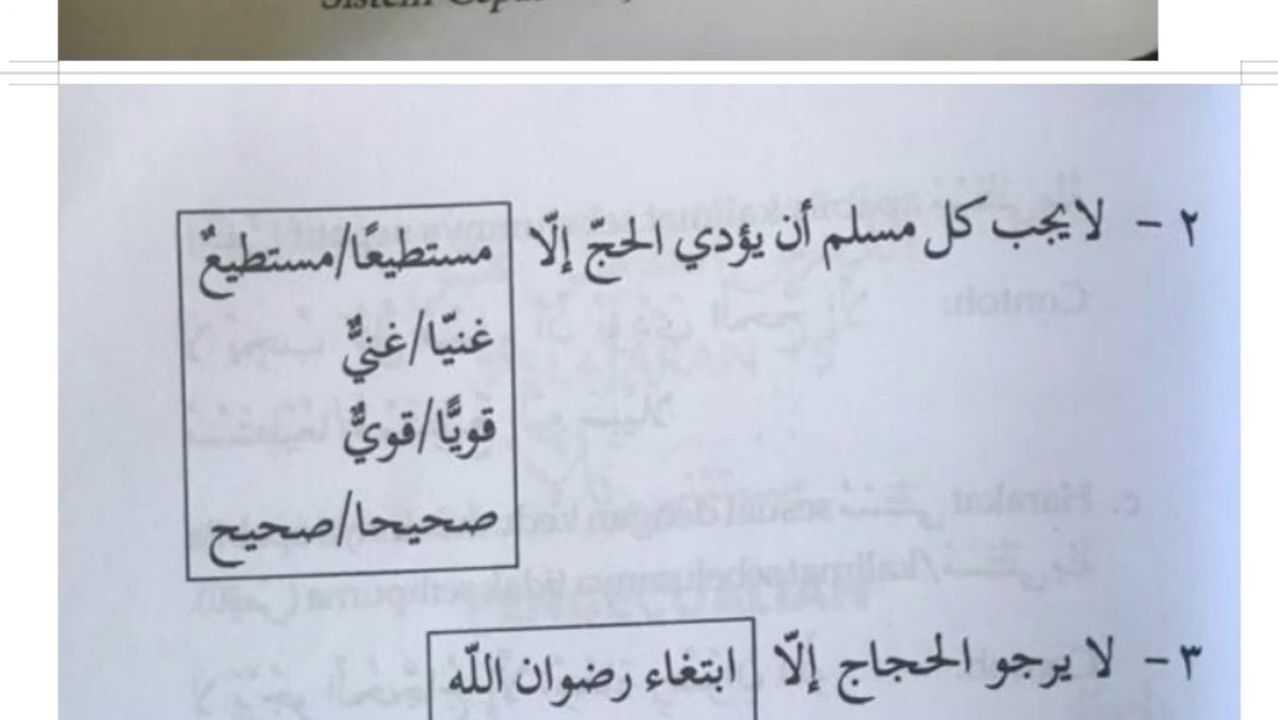 Sistem
٢ - لا يجب كل مسلم أن يؤدي الحجّ إلّا مستطيعًا/مستطيعٌ
غنيّا/غنيٌّ
قويًّا/قويٌّ
صحيحا/صحيح
٣ - لا يرجو الحجاج إلّا ابتغاء رضوان اللّه